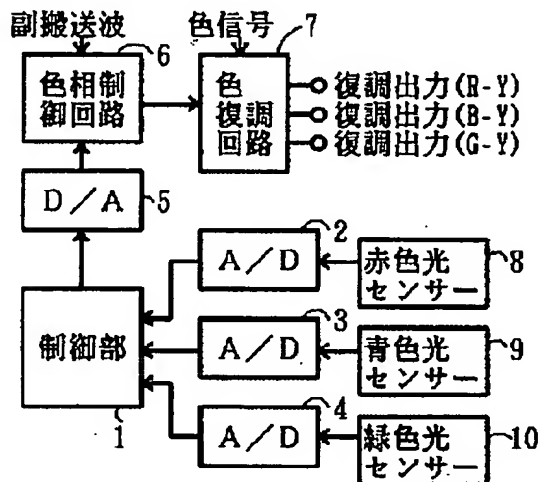 副搬送波
色信号
6
7
色相制
御回路
色
復調
回路
復調出力(R-Y)
復調出力(B-Y)
復調出力(G-Y)
D/A
5
2
A/D
赤色光
センサー
8
3
制御部
A/D
青色光
センサー
9
1
4
A/D
緑色光
センサー
10